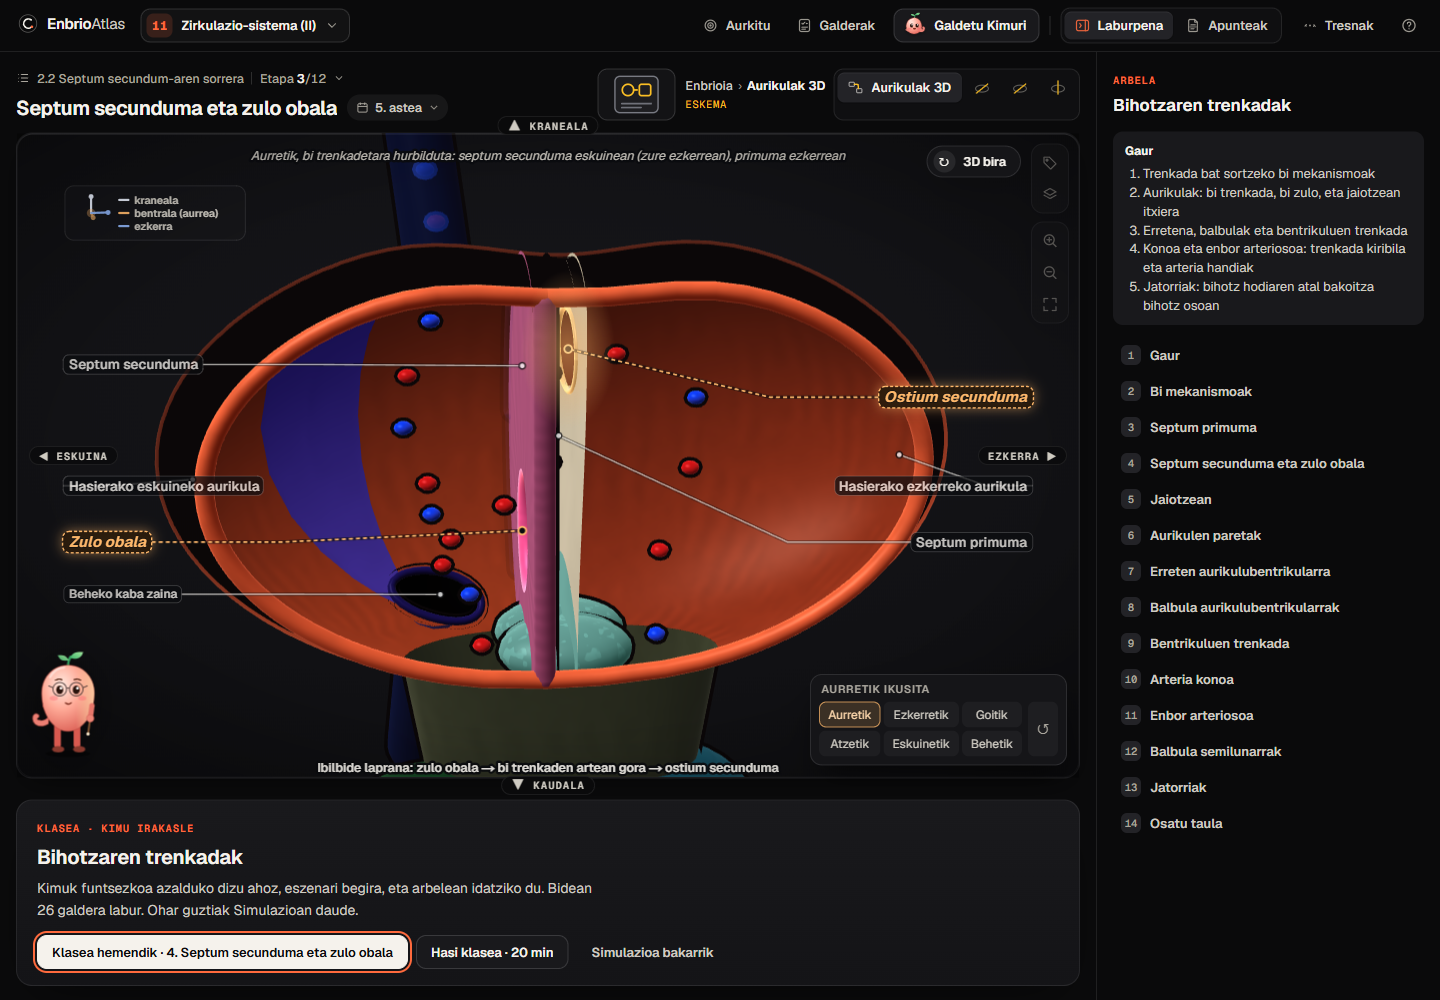 EnbrioAtlas
11 Zirkulazio-sistema (II)
Aurkitu
Galderak
Galdetu Kimuri
Laburpena
Apunteak
Tresnak
2.2 Septum secundum-aren sorrera
Etapa 3/12
Septum secunduma eta zulo obala
5. astea
Enbrioia › Aurikulak 3D
ESKEMA
Aurikulak 3D
▲ KRANEALA
Aurretik, bi trenkadetara hurbilduta: septum secunduma eskuinean (zure ezkerrean), primuma ezkerrean
3D bira
kraneala
bentrala (aurrea)
ezkerra
Septum secunduma
Ostium secunduma
◀ ESKUINA
EZKERRA ▶
Hasierako eskuineko aurikula
Hasierako ezkerreko aurikula
Zulo obala
Septum primuma
Beheko kaba zaina
AURRETIK IKUSITA
Aurretik
Ezkerretik
Goitik
Atzetik
Eskuinetik
Behetik
Ibilbide laprana: zulo obala → bi trenkaden artean gora → ostium secunduma
▼ KAUDALA
KLASEA · KIMU IRAKASLE
Bihotzaren trenkadak
Kimuk funtsezkoa azalduko dizu ahoz, eszenari begira, eta arbelean idatziko du. Bidean
26 galdera labur. Ohar guztiak Simulazioan daude.
Klasea hemendik · 4. Septum secunduma eta zulo obala
Hasi klasea · 20 min
Simulazioa bakarrik
ARBELA
Bihotzaren trenkadak
Gaur
1. Trenkada bat sortzeko bi mekanismoak
2. Aurikulak: bi trenkada, bi zulo, eta jaiotzean
itxiera
3. Erretena, balbulak eta bentrikuluen trenkada
4. Konoa eta enbor arteriosoa: trenkada kiribila
eta arteria handiak
5. Jatorriak: bihotz hodiaren atal bakoitza
bihotz osoan
1 Gaur
2 Bi mekanismoak
3 Septum primuma
4 Septum secunduma eta zulo obala
5 Jaiotzean
6 Aurikulen paretak
7 Erreten aurikulubentrikularra
8 Balbula aurikulubentrikularrak
9 Bentrikuluen trenkada
10 Arteria konoa
11 Enbor arteriosoa
12 Balbula semilunarrak
13 Jatorriak
14 Osatu taula